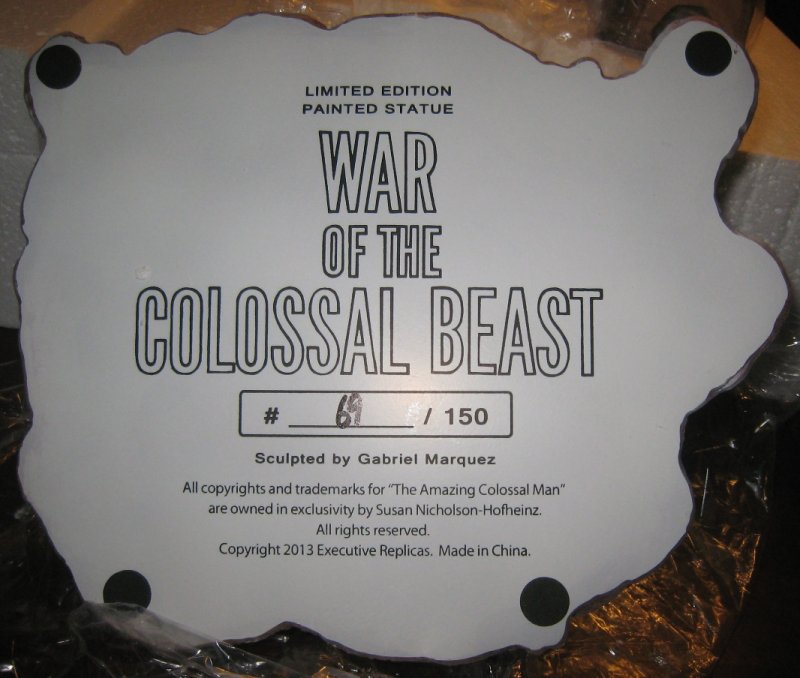 LIMITED EDITION
PAINTED STATUE
WAR
OF THE
COLOSSAL BEAST
# 69 / 150
Sculpted by Gabriel Marquez
All copyrights and trademarks for "The Amazing Colossal Man"
are owned in exclusivity by Susan Nicholson-Hofheinz.
All rights reserved.
Copyright 2013 Executive Replicas. Made in China.